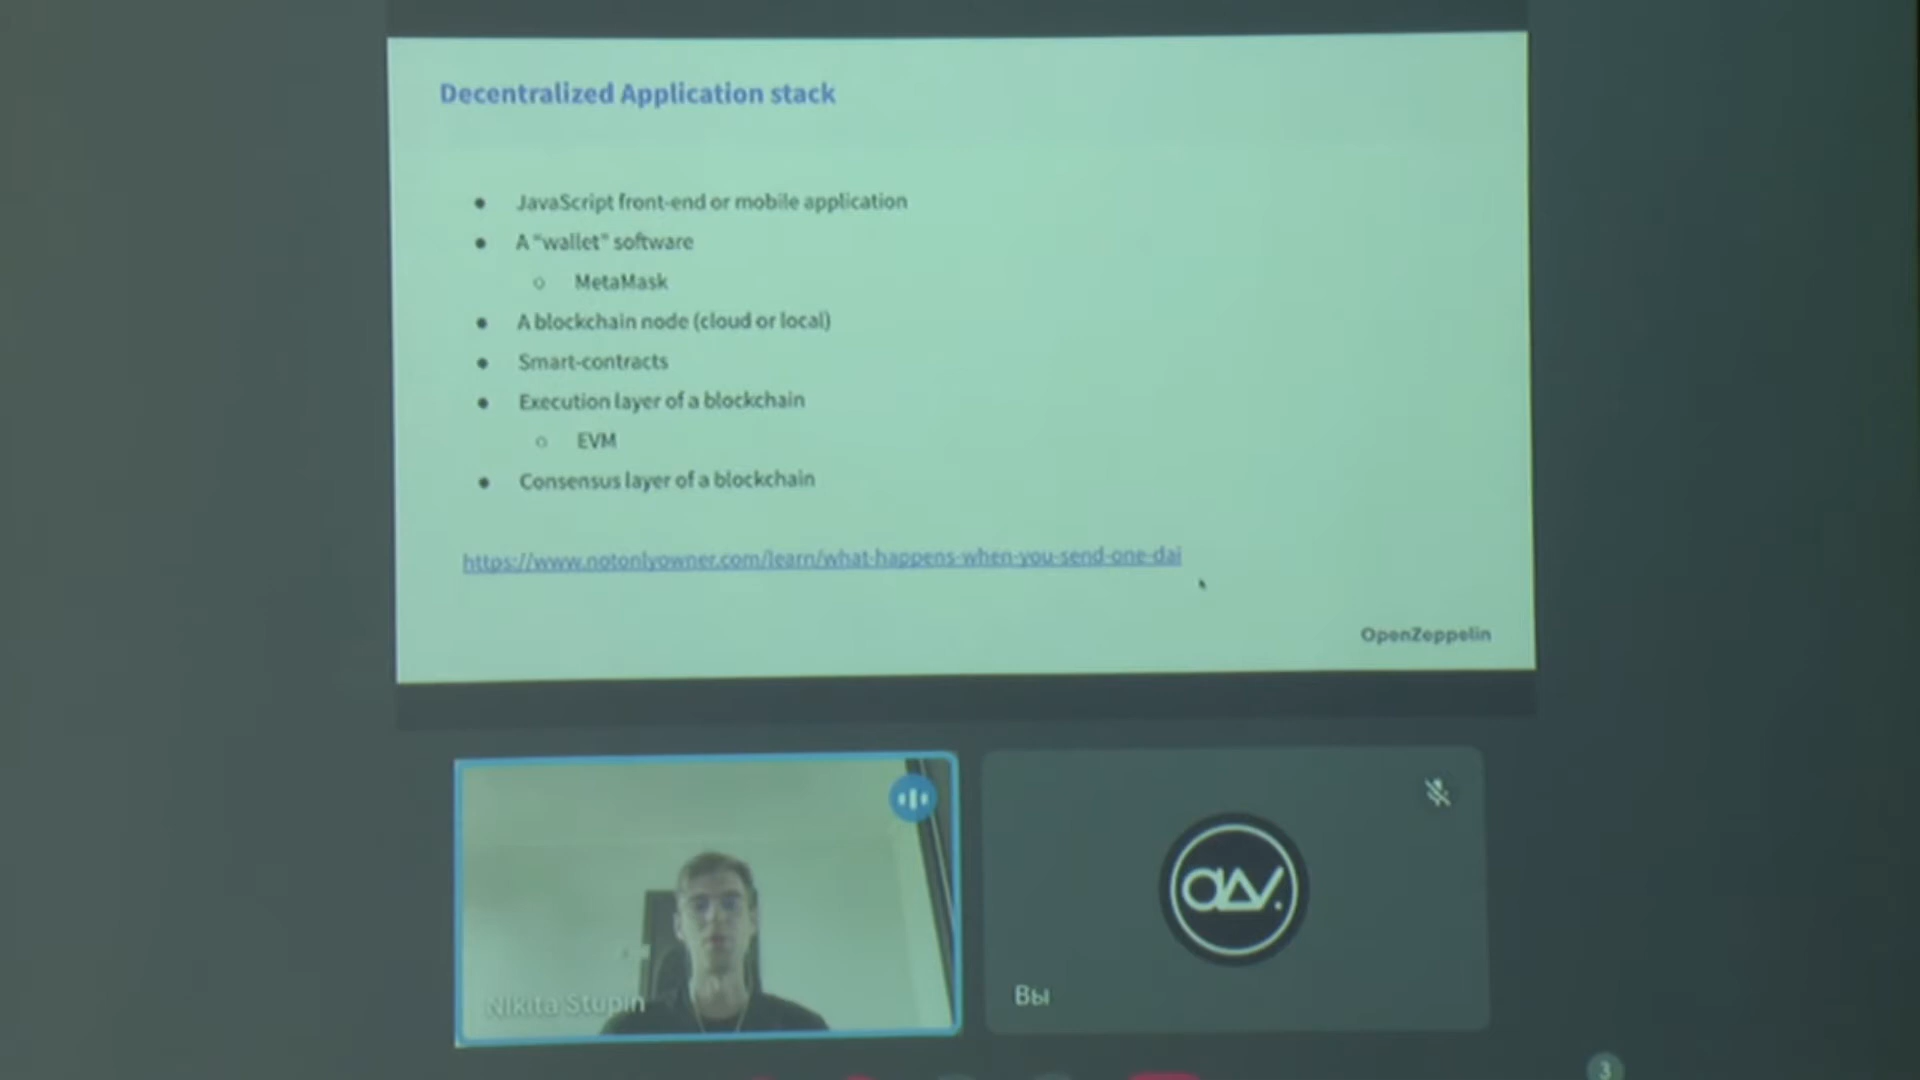 Decentralized Application stack
● JavaScript front-end or mobile application
● A “wallet” software
○ MetaMask
● A blockchain node (cloud or local)
● Smart-contracts
● Execution layer of a blockchain
○ EVM
● Consensus layer of a blockchain
https://www.notonlyowner.com/learn/what-happens-when-you-send-one-dai
OpenZeppelin
Nikita Stupin
Вы
3